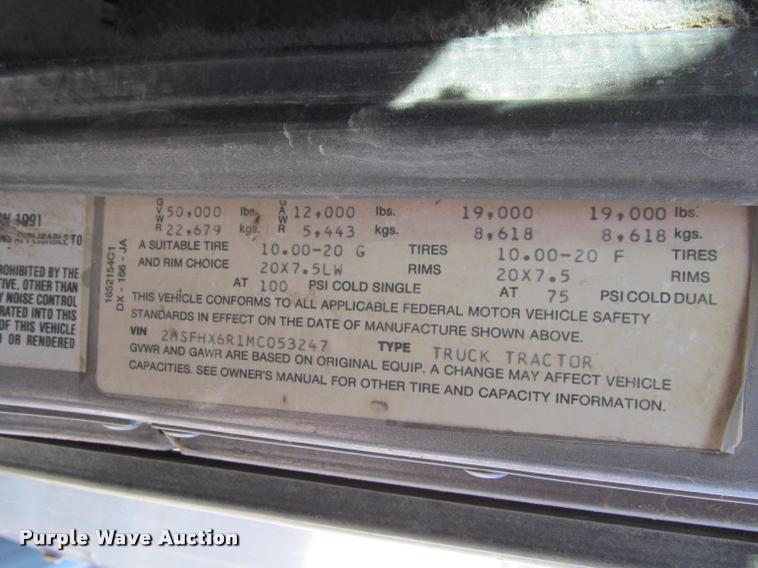 N 1991
NS APPLICABLE TO
ROHIBITED BY THE
TIVE, OTHER THAN
Y NOISE CONTROL
RATED INTO THIS
OF THIS VEHICLE
D OR RENDERED
1652154C1
DX - 166 - JA
GVWR 50,000 lbs. GAWR 12,000 lbs. 19,000 lbs. 19,000 lbs.
22,679 kgs. 5,443 kgs. 8,618 8,618 kgs.
A SUITABLE TIRE 10.00-20 G TIRES 10.00-20 F TIRES
AND RIM CHOICE 20X7.5LW RIMS 20X7.5 RIMS
AT 100 PSI COLD SINGLE AT 75 PSI COLD DUAL
THIS VEHICLE CONFORMS TO ALL APPLICABLE FEDERAL MOTOR VEHICLE SAFETY
STANDARDS IN EFFECT ON THE DATE OF MANUFACTURE SHOWN ABOVE.
VIN 2HSFHX6R1MC053247 TYPE TRUCK TRACTOR
GVWR AND GAWR ARE BASED ON ORIGINAL EQUIP. A CHANGE MAY AFFECT VEHICLE
CAPACITIES. SEE OWNER'S MANUAL FOR OTHER TIRE AND CAPACITY INFORMATION.
Purple Wave Auction